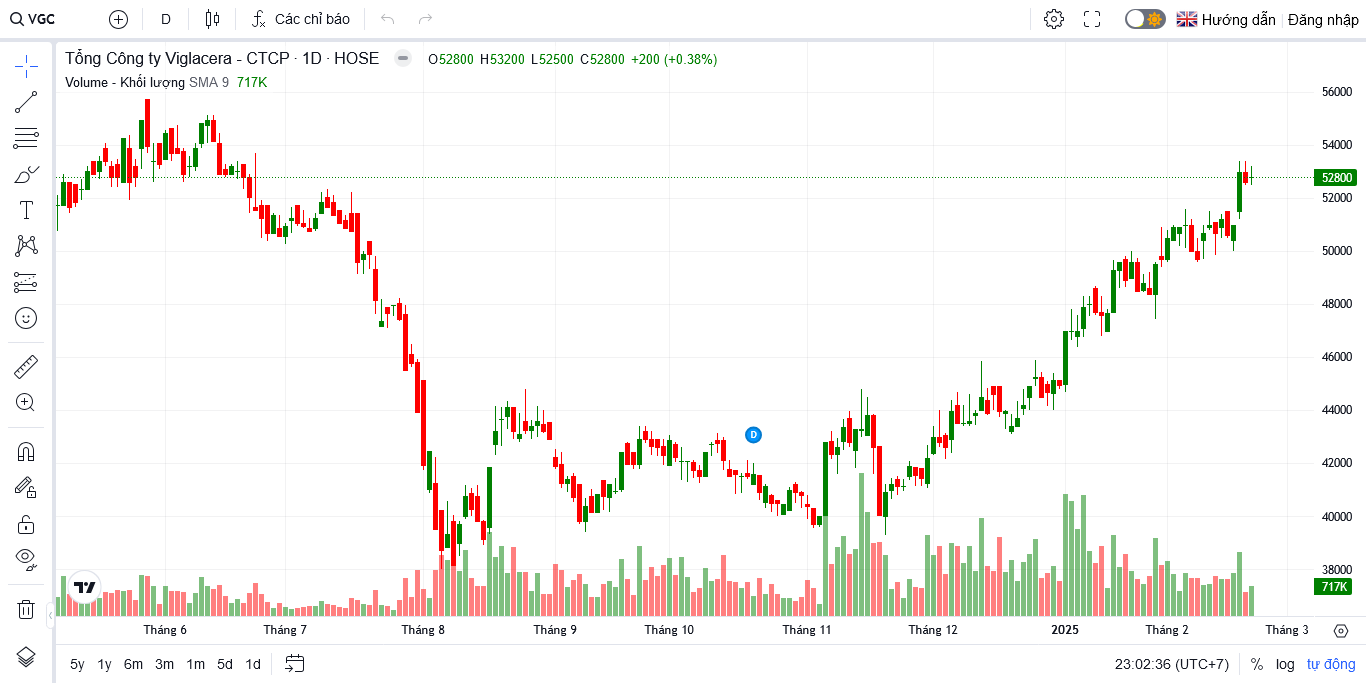 VGC D Các chỉ báo Hướng dẫn Đăng nhập
Tổng Công ty Viglacera - CTCP · 1D · HOSE O52800 H53200 L52500 C52800 +200 (+0.38%)
Volume - Khối lượng SMA 9 717K
56000
54000
52800
52000
50000
48000
46000
44000
D
42000
40000
38000
717K
Tháng 6 Tháng 7 Tháng 8 Tháng 9 Tháng 10 Tháng 11 Tháng 12 2025 Tháng 2 Tháng 3
5y 1y 6m 3m 1m 5d 1d 23:02:36 (UTC+7) % log tự động